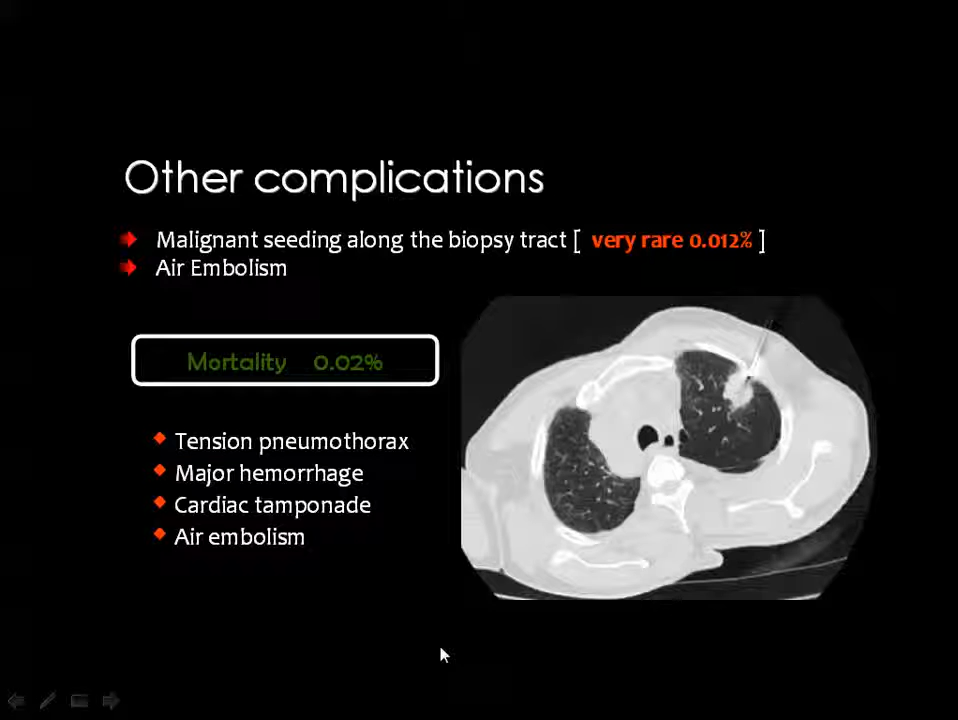 Other complications
Malignant seeding along the biopsy tract [ very rare 0.012% ]
Air Embolism
Mortality 0.02%
Tension pneumothorax
Major hemorrhage
Cardiac tamponade
Air embolism